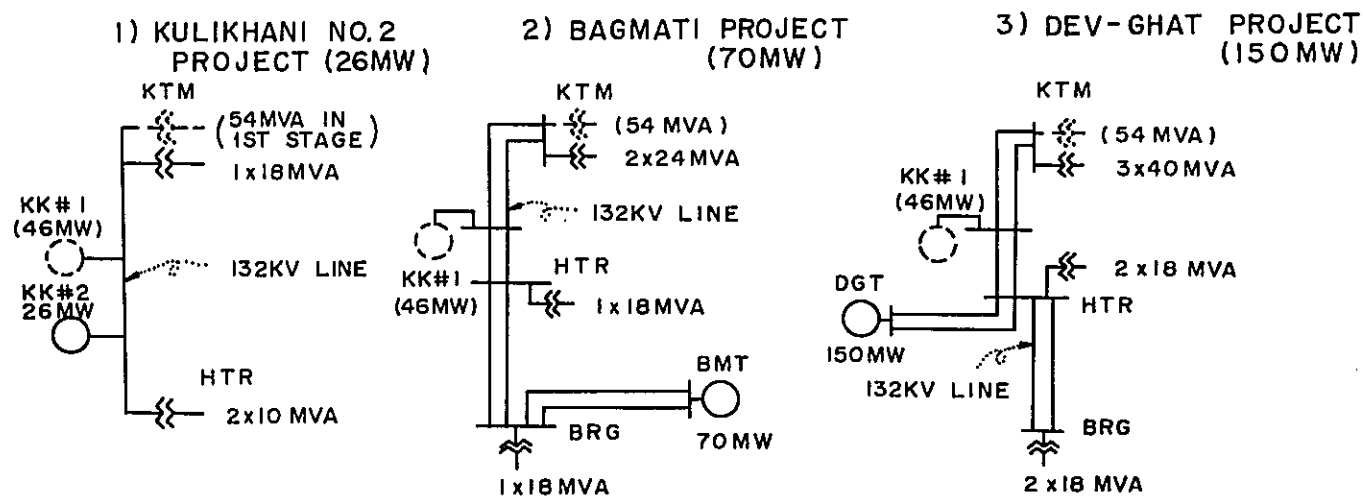 1) KULIKHANI NO.2
PROJECT (26MW)
KTM
(54MVA IN
1ST STAGE)
1x18MVA
KK#1
(46MW)
132KV LINE
KK#2
26MW
HTR
2x10 MVA
2) BAGMATI PROJECT
(70MW)
KTM
(54 MVA)
2x24MVA
132KV LINE
KK#1
(46MW)
HTR
1x18MVA
BMT
70MW
BRG
1x18MVA
3) DEV-GHAT PROJECT
(150MW)
KTM
(54 MVA)
3x40MVA
KK#1
(46MW)
2x18 MVA
DGT
HTR
150MW
132KV LINE
BRG
2x18 MVA